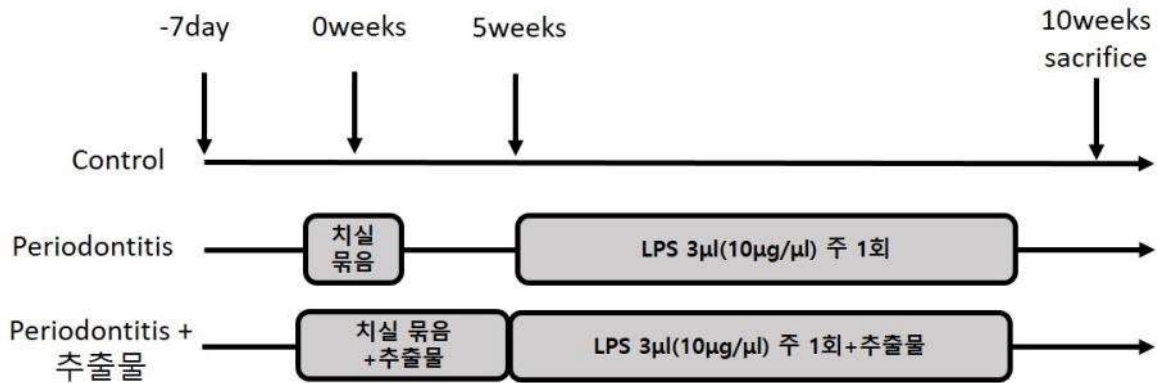 -7day
0weeks
5weeks
10weeks
sacrifice
Control
Periodontitis
치실
묶음
LPS 3μl(10μg/μl) 주 1회
Periodontitis +
추출물
치실 묶음
+추출물
LPS 3μl(10μg/μl) 주 1회+추출물